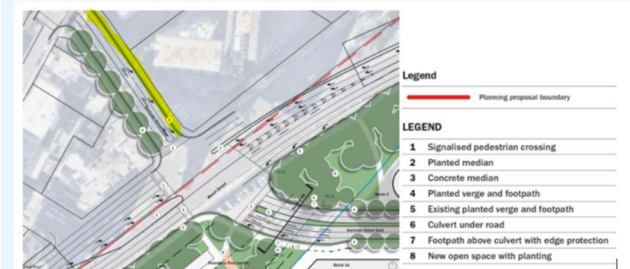 Legend
Planning proposal boundary
LEGEND
1 Signalised pedestrian crossing
2 Planted median
3 Concrete median
4 Planted verge and footpath
5 Existing planted verge and footpath
6 Culvert under road
7 Footpath above culvert with edge protection
8 New open space with planting